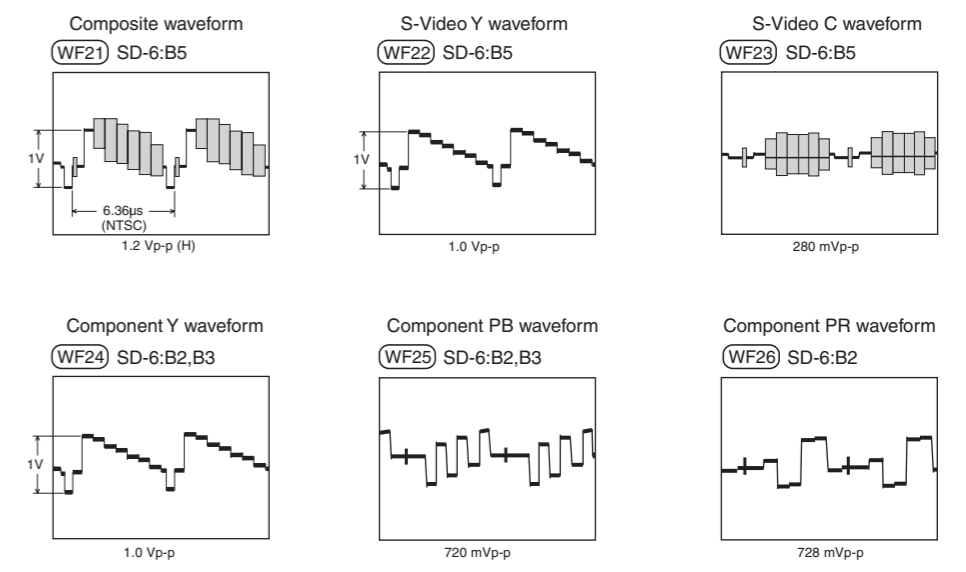 Composite waveform
WF21 SD-6:B5
1V
6.36µs
(NTSC)
1.2 Vp-p (H)
S-Video Y waveform
WF22 SD-6:B5
1V
1.0 Vp-p
S-Video C waveform
WF23 SD-6:B5
280 mVp-p
Component Y waveform
WF24 SD-6:B2,B3
1V
1.0 Vp-p
Component PB waveform
WF25 SD-6:B2,B3
720 mVp-p
Component PR waveform
WF26 SD-6:B2
728 mVp-p